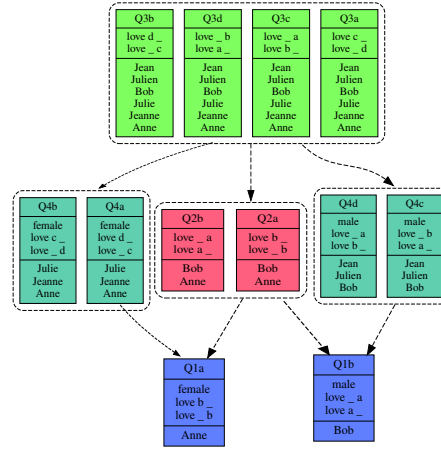 Q3b
love d _
love _ c
Jean
Julien
Bob
Julie
Jeanne
Anne
Q3d
love _ b
love a _
Jean
Julien
Bob
Julie
Jeanne
Anne
Q3c
love _ a
love b _
Jean
Julien
Bob
Julie
Jeanne
Anne
Q3a
love c _
love _ d
Jean
Julien
Bob
Julie
Jeanne
Anne
Q4b
female
love c _
love _ d
Julie
Jeanne
Anne
Q4a
female
love d _
love _ c
Julie
Jeanne
Anne
Q2b
love _ a
love a _
Bob
Anne
Q2a
love b _
love _ b
Bob
Anne
Q4d
male
love _ a
love b _
Jean
Julien
Bob
Q4c
male
love _ b
love a _
Jean
Julien
Bob
Q1a
female
love b _
love _ b
Anne
Q1b
male
love _ a
love a _
Bob